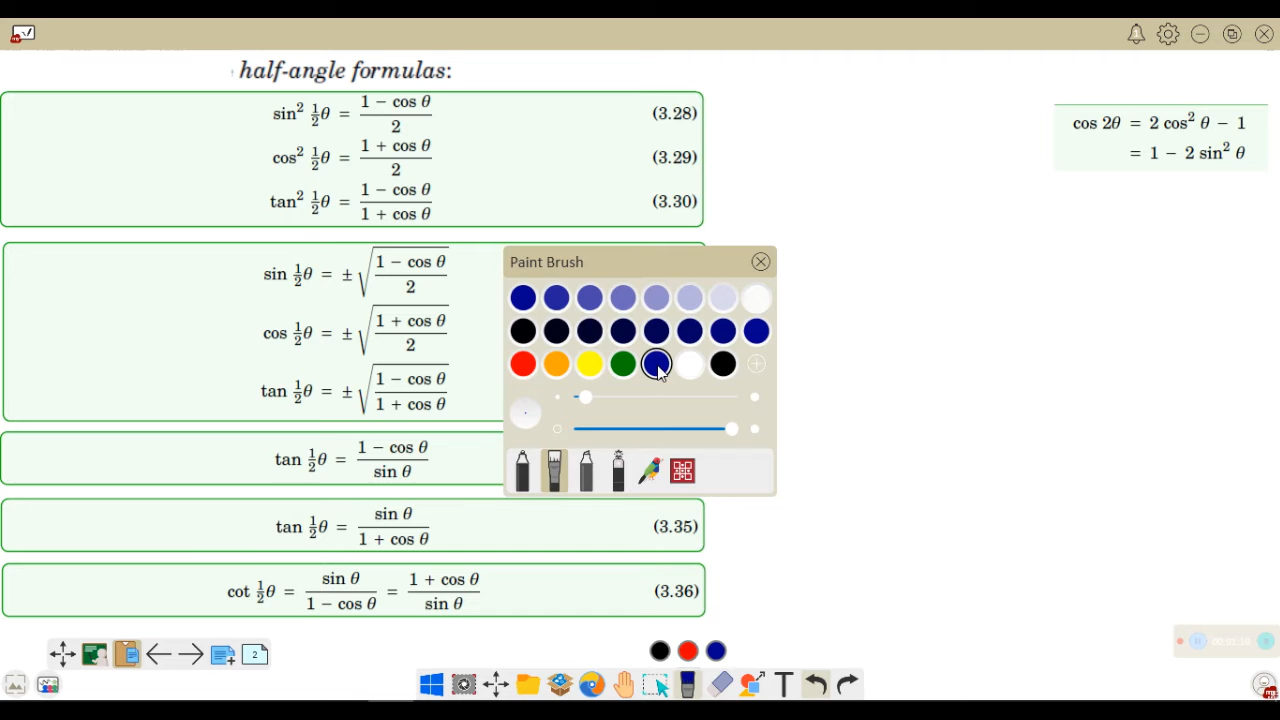 half-angle formulas:
sin² ½θ = (1 − cos θ)/2 (3.28)
cos² ½θ = (1 + cos θ)/2 (3.29)
tan² ½θ = (1 − cos θ)/(1 + cos θ) (3.30)
sin ½θ = ±√((1 − cos θ)/2)
cos ½θ = ±√((1 + cos θ)/2)
tan ½θ = ±√((1 − cos θ)/(1 + cos θ))
tan ½θ = (1 − cos θ)/sin θ
tan ½θ = sin θ/(1 + cos θ) (3.35)
cot ½θ = sin θ/(1 − cos θ) = (1 + cos θ)/sin θ (3.36)
cos 2θ = 2 cos² θ − 1
= 1 − 2 sin² θ
Paint Brush
2
T